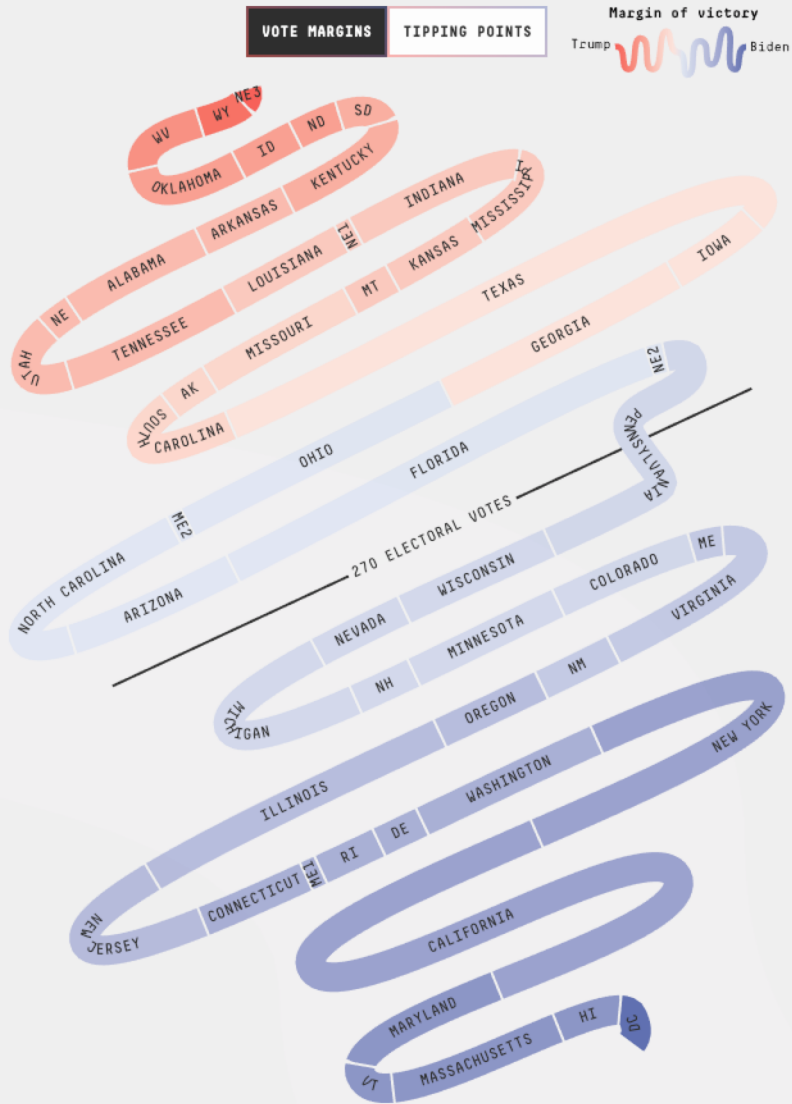 VOTE MARGINS
TIPPING POINTS
Margin of victory
Trump
Biden
NE3
WY
WV
OKLAHOMA
ID
ND
SD
KENTUCKY
ARKANSAS
ALABAMA
NE
UTAH
TENNESSEE
LOUISIANA
NE1
INDIANA
MISSISSIPPI
KANSAS
MT
MISSOURI
AK
SOUTH CAROLINA
TEXAS
IOWA
GEORGIA
OHIO
ME2
NORTH CAROLINA
ARIZONA
FLORIDA
NE2
PENNSYLVANIA
270 ELECTORAL VOTES
WISCONSIN
NEVADA
MICHIGAN
NH
MINNESOTA
COLORADO
ME
VIRGINIA
NM
OREGON
ILLINOIS
NEW JERSEY
CONNECTICUT
ME1
RI
DE
WASHINGTON
NEW YORK
CALIFORNIA
MARYLAND
MASSACHUSETTS
HI
DC